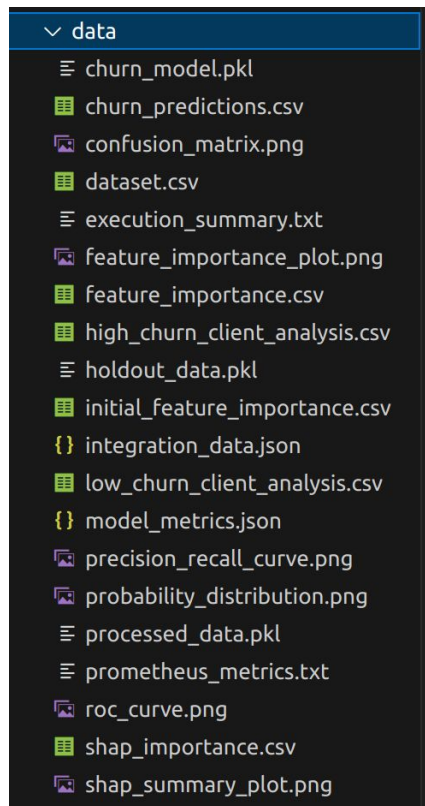 data
churn_model.pkl
churn_predictions.csv
confusion_matrix.png
dataset.csv
execution_summary.txt
feature_importance_plot.png
feature_importance.csv
high_churn_client_analysis.csv
holdout_data.pkl
initial_feature_importance.csv
integration_data.json
low_churn_client_analysis.csv
model_metrics.json
precision_recall_curve.png
probability_distribution.png
processed_data.pkl
prometheus_metrics.txt
roc_curve.png
shap_importance.csv
shap_summary_plot.png